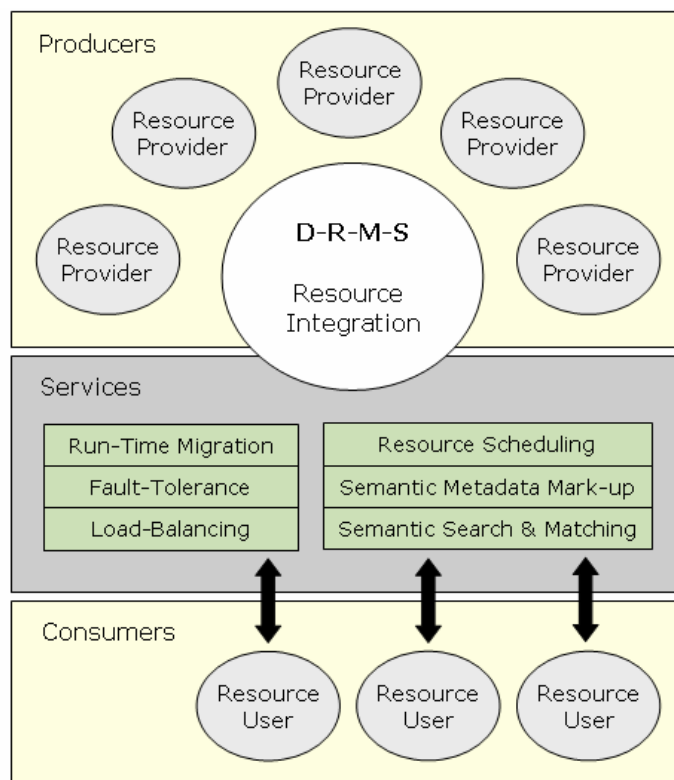 Producers
Resource
Provider
Resource
Provider
Resource
Provider
Resource
Provider
Resource
Provider
D-R-M-S
Resource
Integration
Services
Run-Time Migration
Fault-Tolerance
Load-Balancing
Resource Scheduling
Semantic Metadata Mark-up
Semantic Search & Matching
Consumers
Resource
User
Resource
User
Resource
User